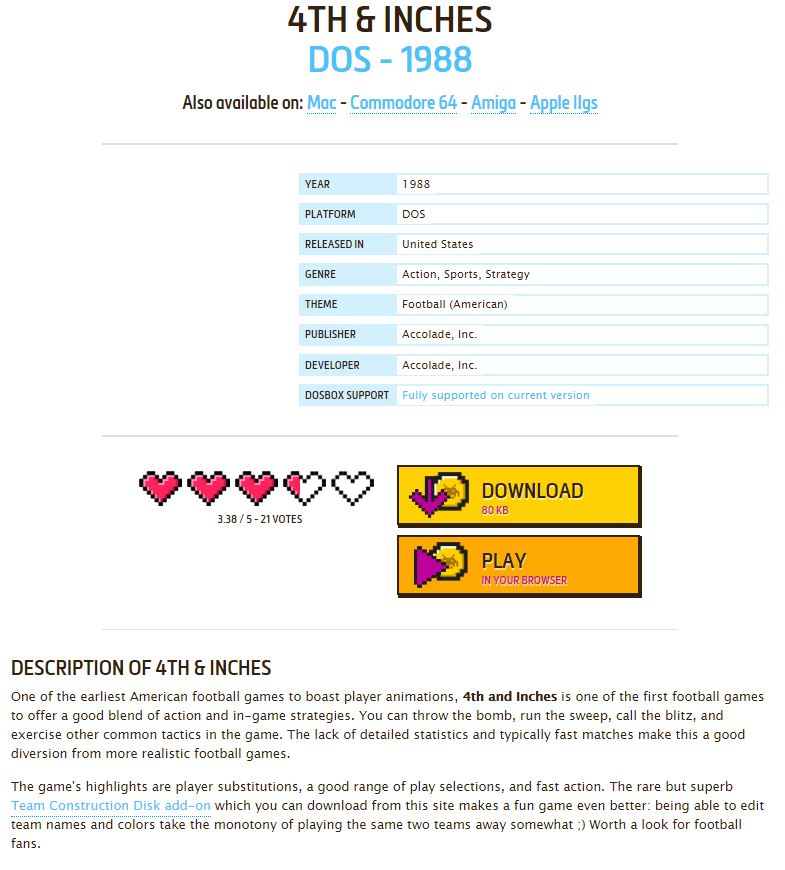 4TH & INCHES
DOS - 1988
Also available on: Mac - Commodore 64 - Amiga - Apple IIgs
YEAR 1988
PLATFORM DOS
RELEASED IN United States
GENRE Action, Sports, Strategy
THEME Football (American)
PUBLISHER Accolade, Inc.
DEVELOPER Accolade, Inc.
DOSBOX SUPPORT Fully supported on current version
3.38 / 5 - 21 VOTES
DOWNLOAD
80 KB
PLAY
IN YOUR BROWSER
DESCRIPTION OF 4TH & INCHES
One of the earliest American football games to boast player animations, 4th and Inches is one of the first football games
to offer a good blend of action and in-game strategies. You can throw the bomb, run the sweep, call the blitz, and
exercise other common tactics in the game. The lack of detailed statistics and typically fast matches make this a good
diversion from more realistic football games.
The game's highlights are player substitutions, a good range of play selections, and fast action. The rare but superb
Team Construction Disk add-on which you can download from this site makes a fun game even better: being able to edit
team names and colors take the monotony of playing the same two teams away somewhat ;) Worth a look for football
fans.